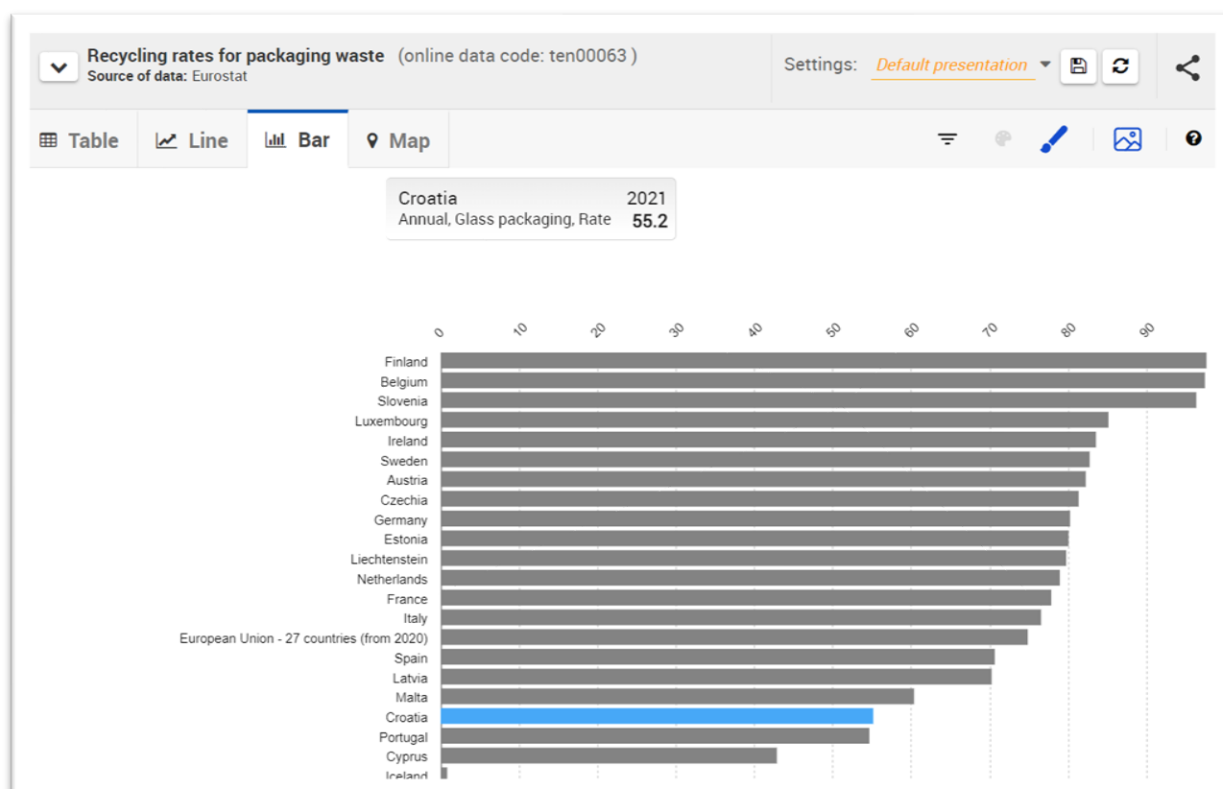 Recycling rates for packaging waste (online data code: ten00063 )
Source of data: Eurostat
Settings: Default presentation
Table Line Bar Map
Croatia 2021
Annual, Glass packaging, Rate 55.2
0 10 20 30 40 50 60 70 80 90
Finland
Belgium
Slovenia
Luxembourg
Ireland
Sweden
Austria
Czechia
Germany
Estonia
Liechtenstein
Netherlands
France
Italy
European Union - 27 countries (from 2020)
Spain
Latvia
Malta
Croatia
Portugal
Cyprus
Iceland